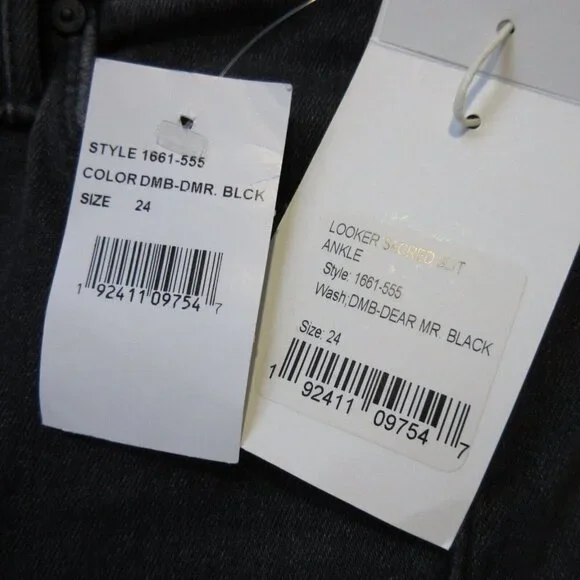 STYLE 1661-555
COLOR DMB-DMR. BLCK
SIZE 24
1 92411 09754 7
LOOKER
ANKLE
Style: 1661-555
Wash;DMB-DEAR MR. BLACK
Size: 24
1 92411 09754 7